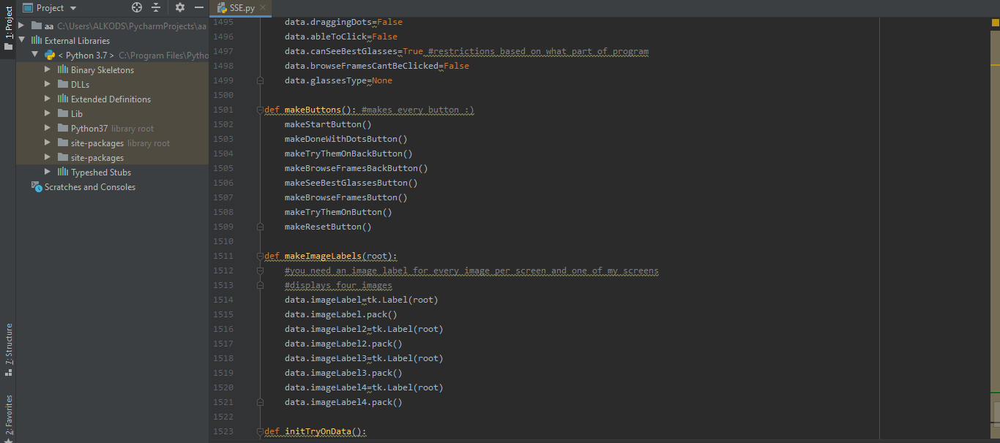 Project
SSE.py
1: Project
aa C:\Users\ALKODS\PycharmProjects\aa
External Libraries
< Python 3.7 > C:\Program Files\Pytho
Binary Skeletons
DLLs
Extended Definitions
Lib
Python37 library root
site-packages library root
site-packages
Typeshed Stubs
Scratches and Consoles
7: Structure
2: Favorites
1495 data.draggingDots=False
1496 data.ableToClick=False
1497 data.canSeeBestGlasses=True #restrictions based on what part of program
1498 data.browseFramesCantBeClicked=False
1499 data.glassesType=None
1500
1501 def makeButtons(): #makes every button :)
1502 makeStartButton()
1503 makeDoneWithDotsButton()
1504 makeTryThemOnBackButton()
1505 makeBrowseFramesBackButton()
1506 makeSeeBestGlassesButton()
1507 makeBrowseFramesButton()
1508 makeTryThemOnButton()
1509 makeResetButton()
1510
1511 def makeImageLabels(root):
1512 #you need an image label for every image per screen and one of my screens
1513 #displays four images
1514 data.imageLabel=tk.Label(root)
1515 data.imageLabel.pack()
1516 data.imageLabel2=tk.Label(root)
1517 data.imageLabel2.pack()
1518 data.imageLabel3=tk.Label(root)
1519 data.imageLabel3.pack()
1520 data.imageLabel4=tk.Label(root)
1521 data.imageLabel4.pack()
1522
1523 def initTryOnData():